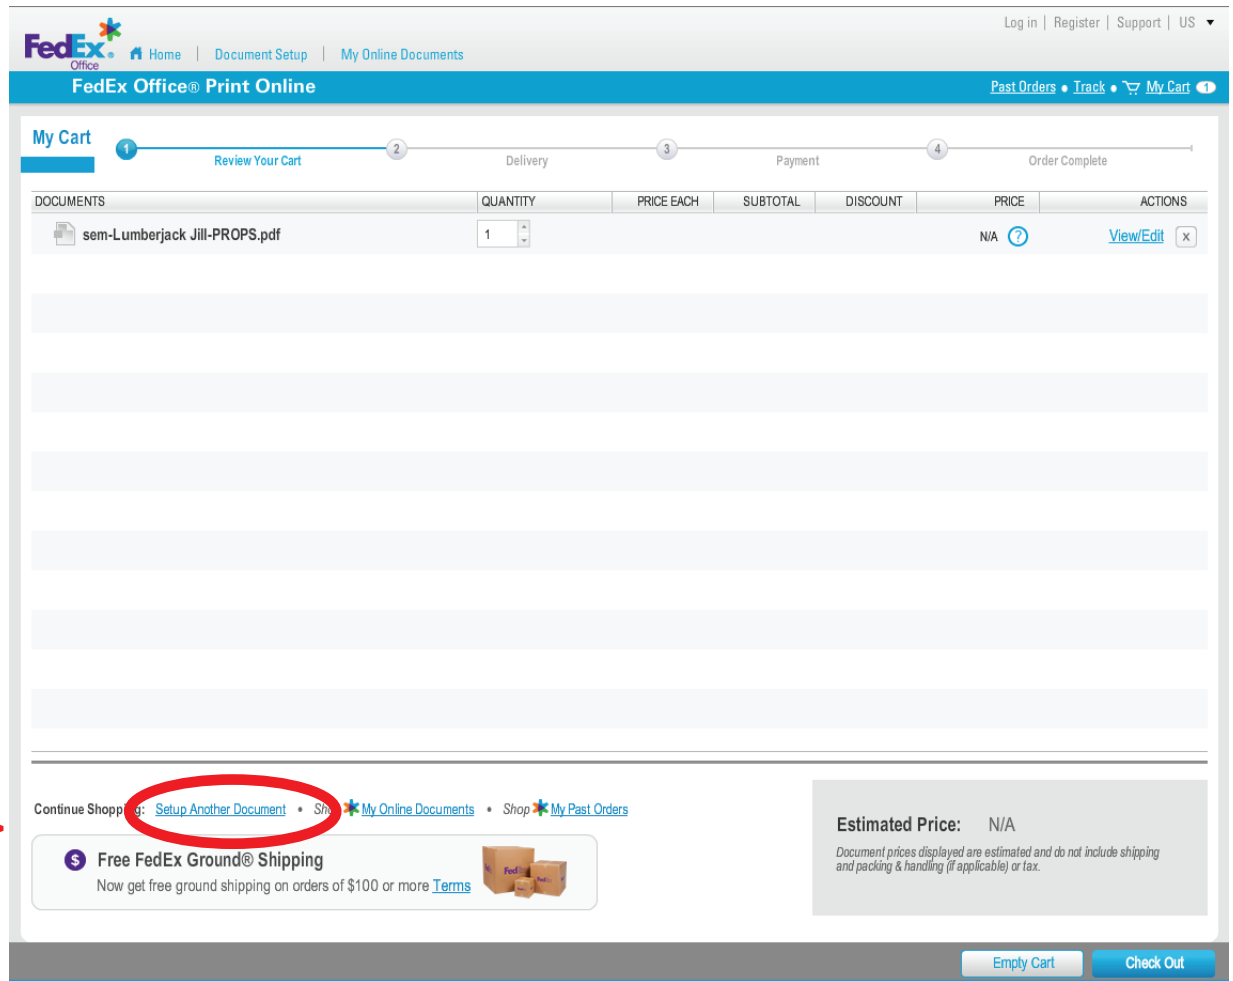 Log in | Register | Support | US
FedEx®
Office
Home | Document Setup | My Online Documents
FedEx Office® Print Online
Past Orders • Track • My Cart 1
My Cart
1 2 3 4
Review Your Cart Delivery Payment Order Complete
DOCUMENTS QUANTITY PRICE EACH SUBTOTAL DISCOUNT PRICE ACTIONS
sem-Lumberjack Jill-PROPS.pdf 1 N/A ? View/Edit x
Continue Shopping: Setup Another Document • Shop My Online Documents • Shop My Past Orders
$ Free FedEx Ground® Shipping
Now get free ground shipping on orders of $100 or more Terms
FedEx
Estimated Price: N/A
Document prices displayed are estimated and do not include shipping
and packing & handling (if applicable) or tax.
Empty Cart Check Out